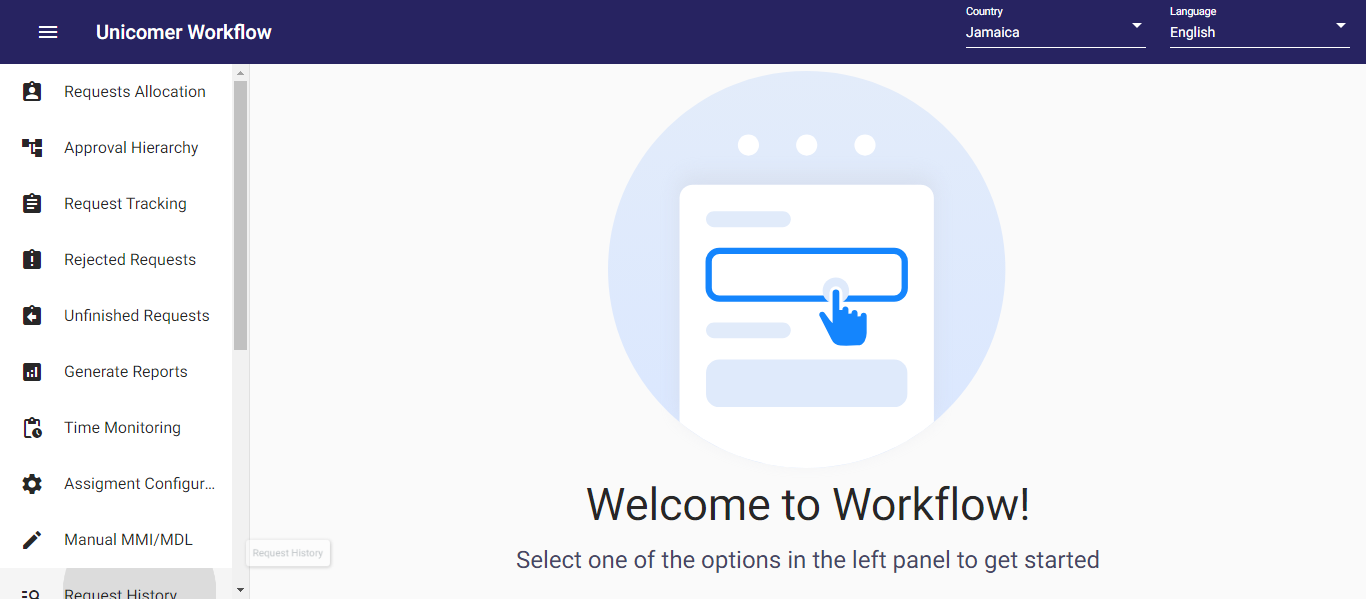 Unicomer Workflow
Country
Jamaica
Language
English
Requests Allocation
Approval Hierarchy
Request Tracking
Rejected Requests
Unfinished Requests
Generate Reports
Time Monitoring
Assigment Configur...
Manual MMI/MDL
Request History
Request History
Welcome to Workflow!
Select one of the options in the left panel to get started